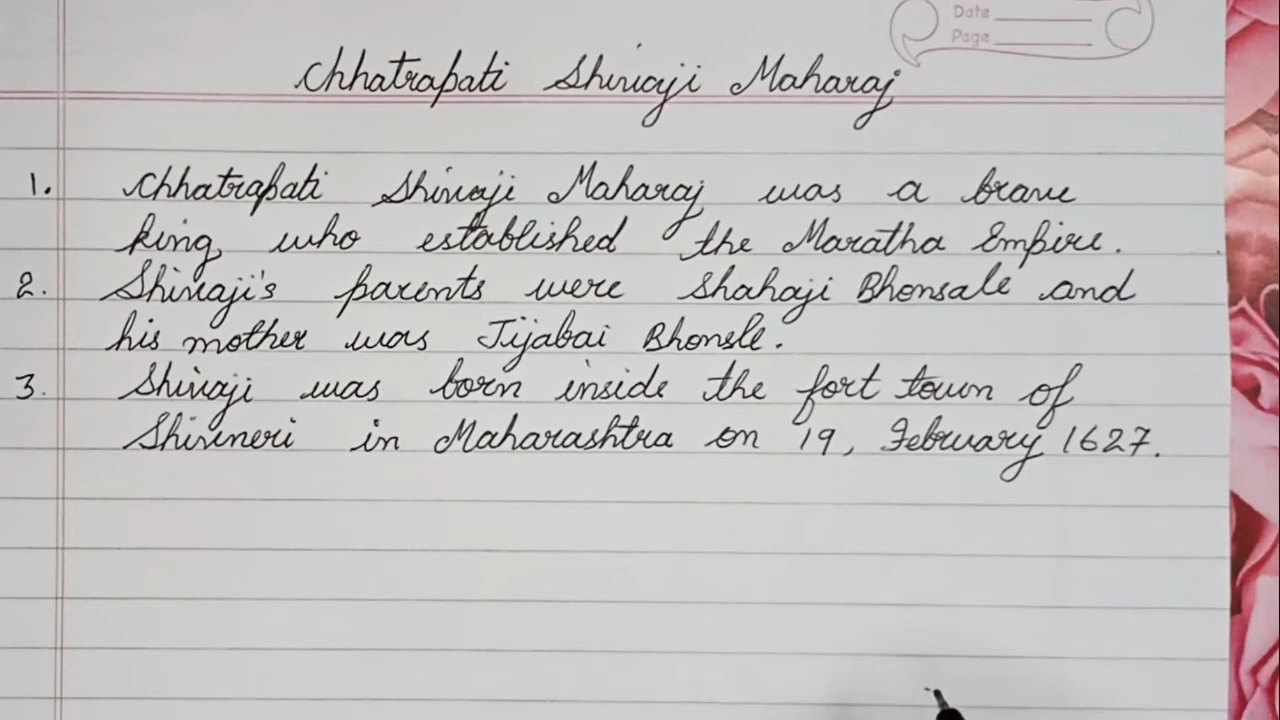 Date
Page
Chhatrapati Shivaji Maharaj
1. Chhatrapati Shivaji Maharaj was a brave
king, who established the Maratha Empire.
2. Shivaji's parents were Shahaji Bhonsale and
his mother was Jijabai Bhonsle.
3. Shivaji was born inside the fort town of
Shivneri in Maharashtra on 19, February 1627.